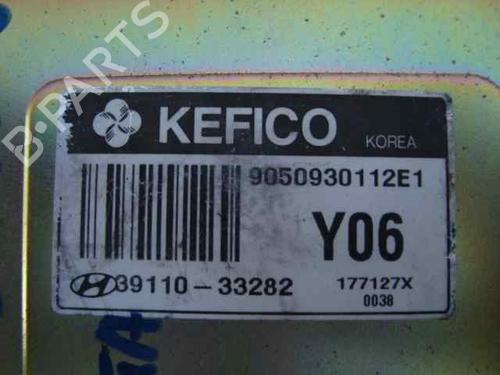 KEFICO KOREA
9050930112E1
Y06
39110-33282 177127X
0038
B-PARTS